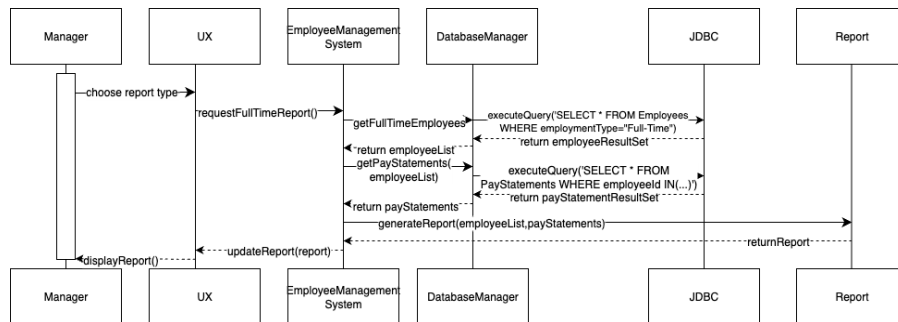 Manager
UX
EmployeeManagement
System
DatabaseManager
JDBC
Report
choose report type
requestFullTimeReport()
getFullTimeEmployees
executeQuery('SELECT * FROM Employees
WHERE employmentType="Full-Time")
return employeeResultSet
return employeeList
getPayStatements(
employeeList)
executeQuery('SELECT * FROM
PayStatements WHERE employeeId IN(...)')
return payStatementResultSet
return payStatements
generateReport(employeeList,payStatements)
returnReport
updateReport(report)
displayReport()
Manager
UX
EmployeeManagement
System
DatabaseManager
JDBC
Report